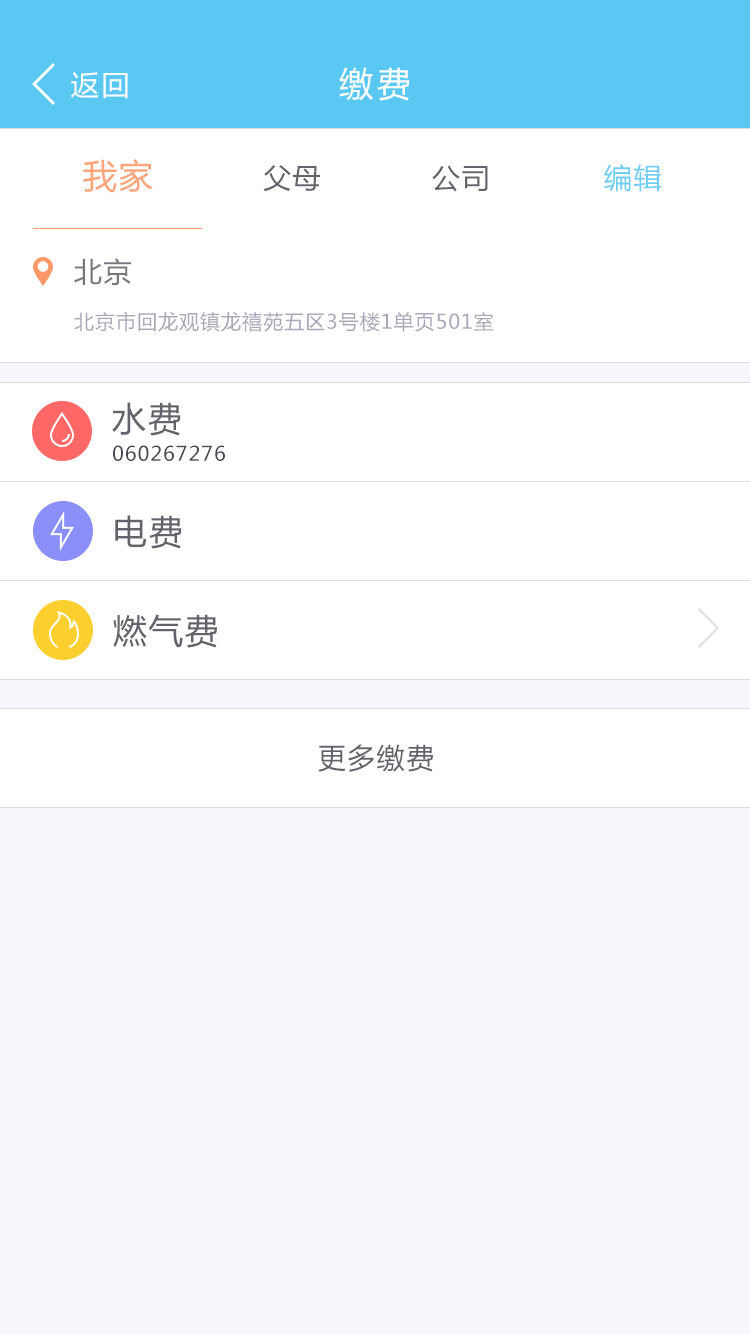 返回
缴费
我家 父母 公司 编辑
北京
北京市回龙观镇龙禧苑五区3号楼1单页501室
水费
060267276
电费
燃气费
更多缴费